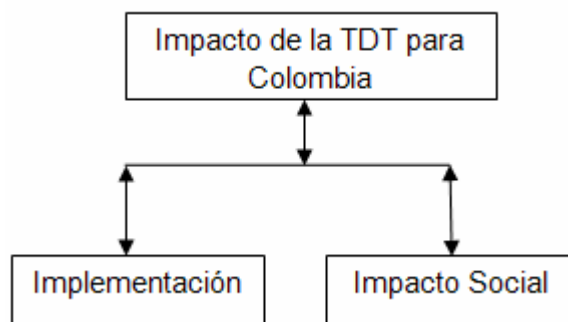 Impacto de la TDT para
Colombia
Implementación
Impacto Social